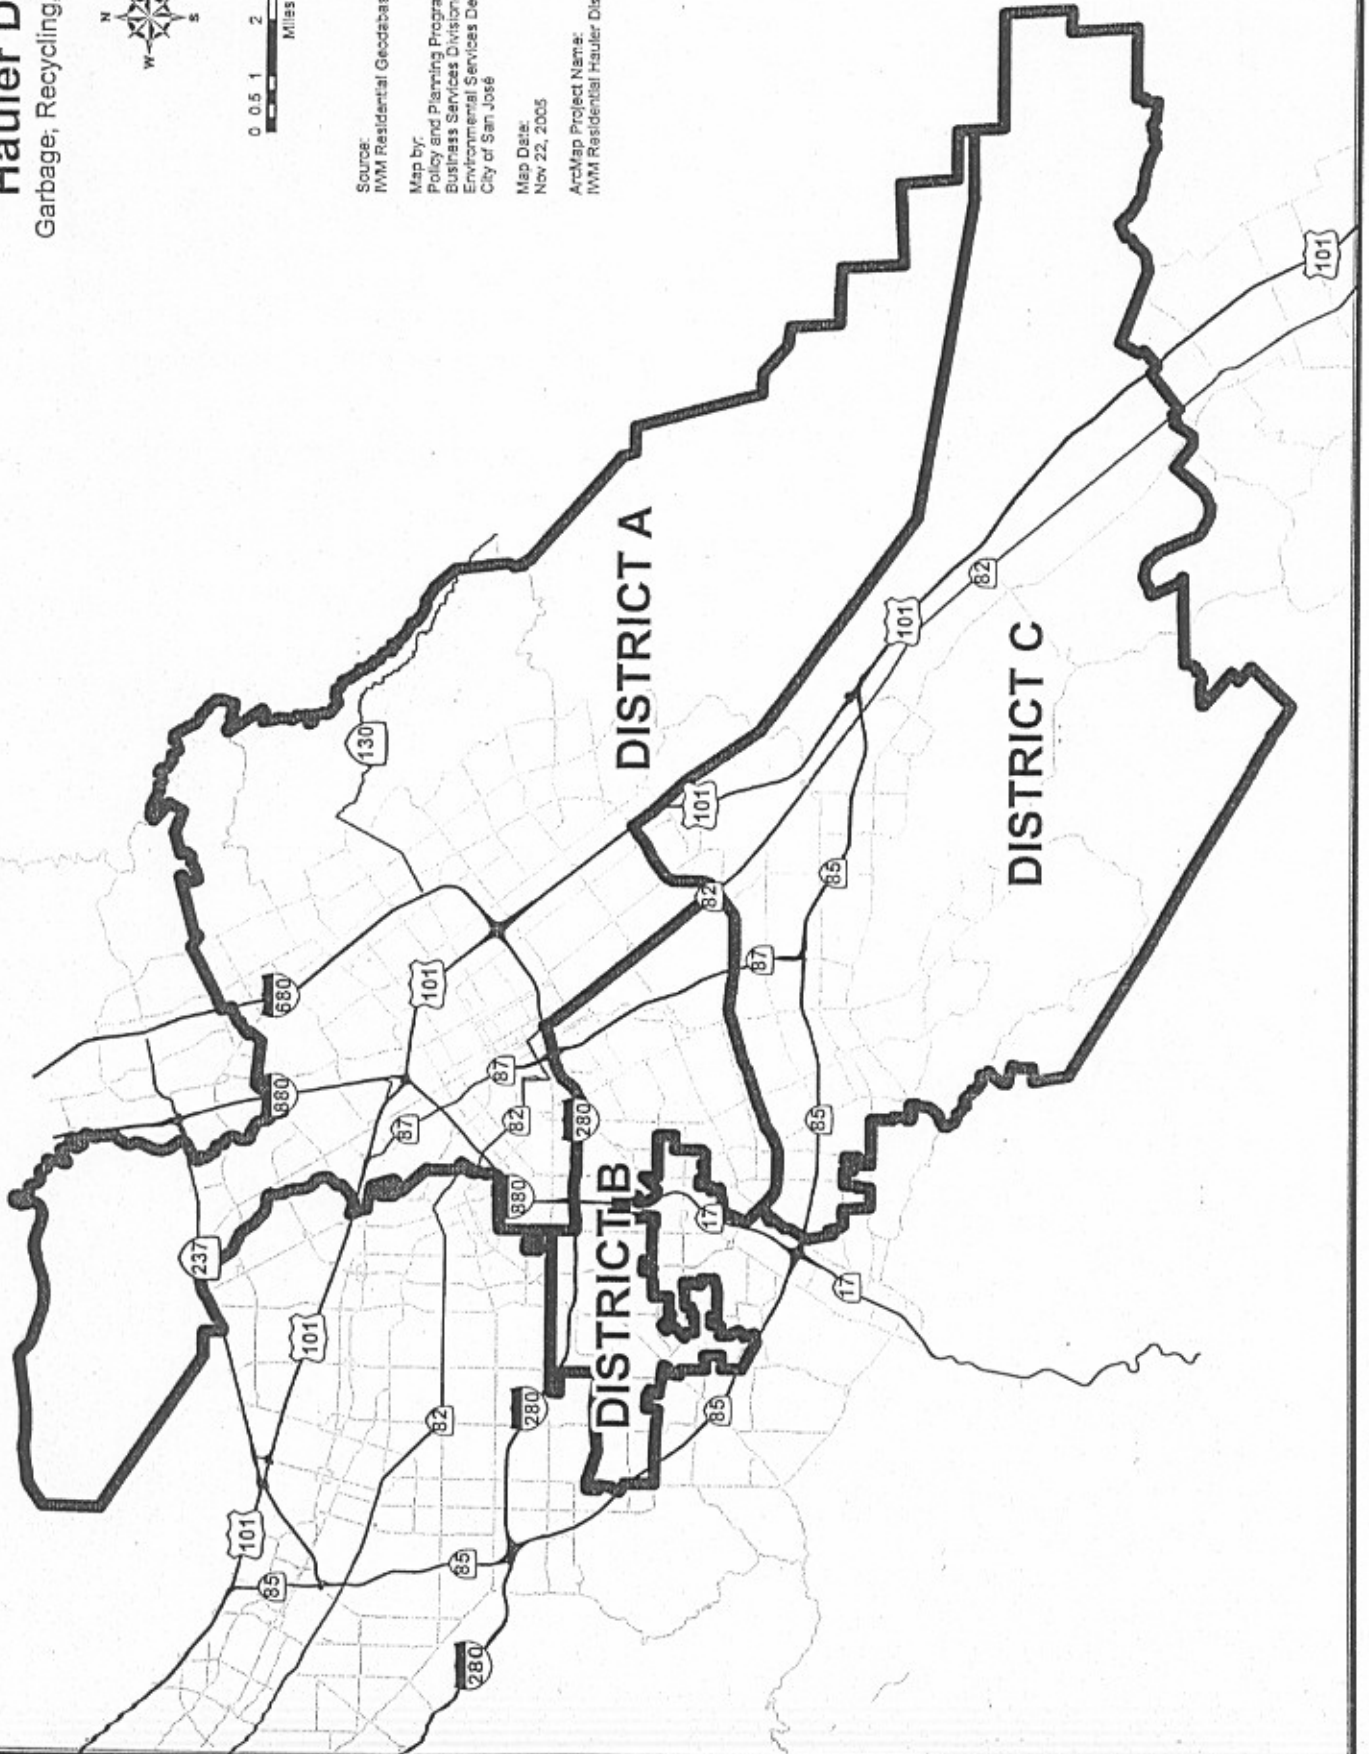 Hauler D
Garbage, Recycling,
N
W
S
0 0.5 1 2
Miles
Source:
IWM Residential Geodabas
Map by:
Policy and Planning Progra
Business Services Division
Environmental Services De
City of San José
Map Date:
Nov 22, 2005
ArcMap Project Name:
IWM Residential Hauler Dis
DISTRICT A
DISTRICT B
DISTRICT C
130
680
101
880
87
87
82
280
880
237
101
82
280
101
85
85
280
85
17
17
85
87
85
82
101
101
82
101